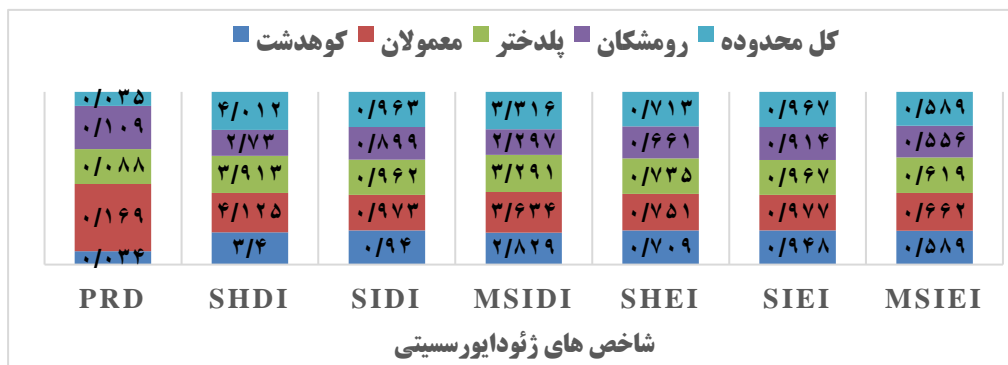 کل محدوده رومشکان پلدختر معمولان کوهدشت
۰/۰۳۵ ۴/۰۱۲ ۰/۹۶۳ ۳/۳۱۶ ۰/۷۱۳ ۰/۹۶۷ ۰/۵۸۹
۰/۱۰۹ ۲/۷۳ ۰/۸۹۹ ۲/۲۹۷ ۰/۶۶۱ ۰/۹۱۴ ۰/۵۵۶
۰/۰۸۸ ۳/۹۱۳ ۰/۹۶۲ ۳/۲۹۱ ۰/۷۳۵ ۰/۹۶۷ ۰/۶۱۹
۰/۱۶۹ ۴/۱۲۵ ۰/۹۷۳ ۳/۶۳۴ ۰/۷۵۱ ۰/۹۷۷ ۰/۶۶۲
۰/۰۳۴ ۳/۴ ۰/۹۴ ۲/۸۲۹ ۰/۷۰۹ ۰/۹۴۸ ۰/۵۸۹
PRD SHDI SIDI MSIDI SHEI SIEI MSIEI
شاخص های ژئودایورسیتی